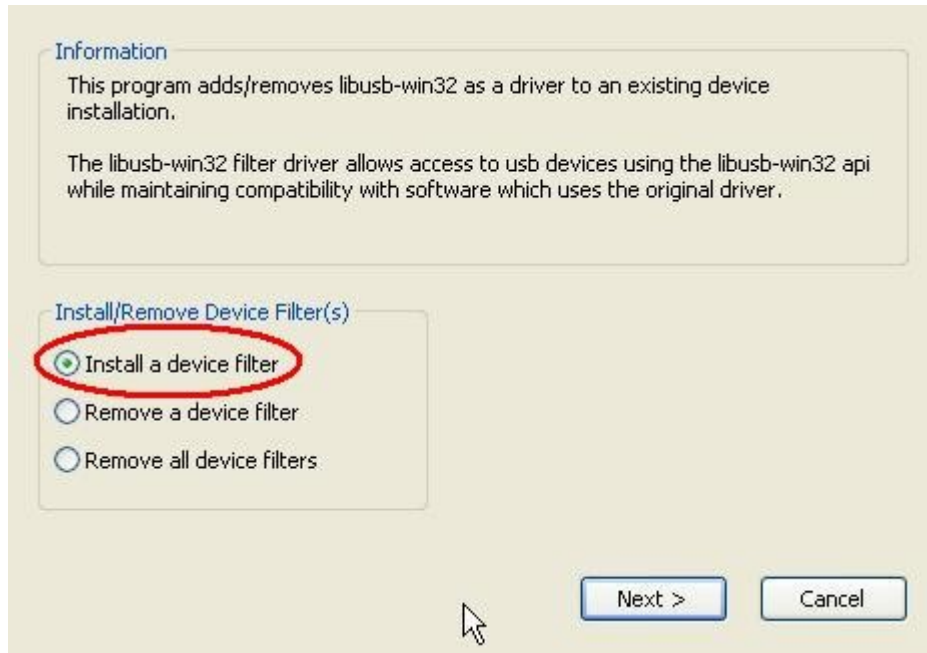 Information
This program adds/removes libusb-win32 as a driver to an existing device
installation.
The libusb-win32 filter driver allows access to usb devices using the libusb-win32 api
while maintaining compatibility with software which uses the original driver.
Install/Remove Device Filter(s)
Install a device filter
Remove a device filter
Remove all device filters
Next >
Cancel